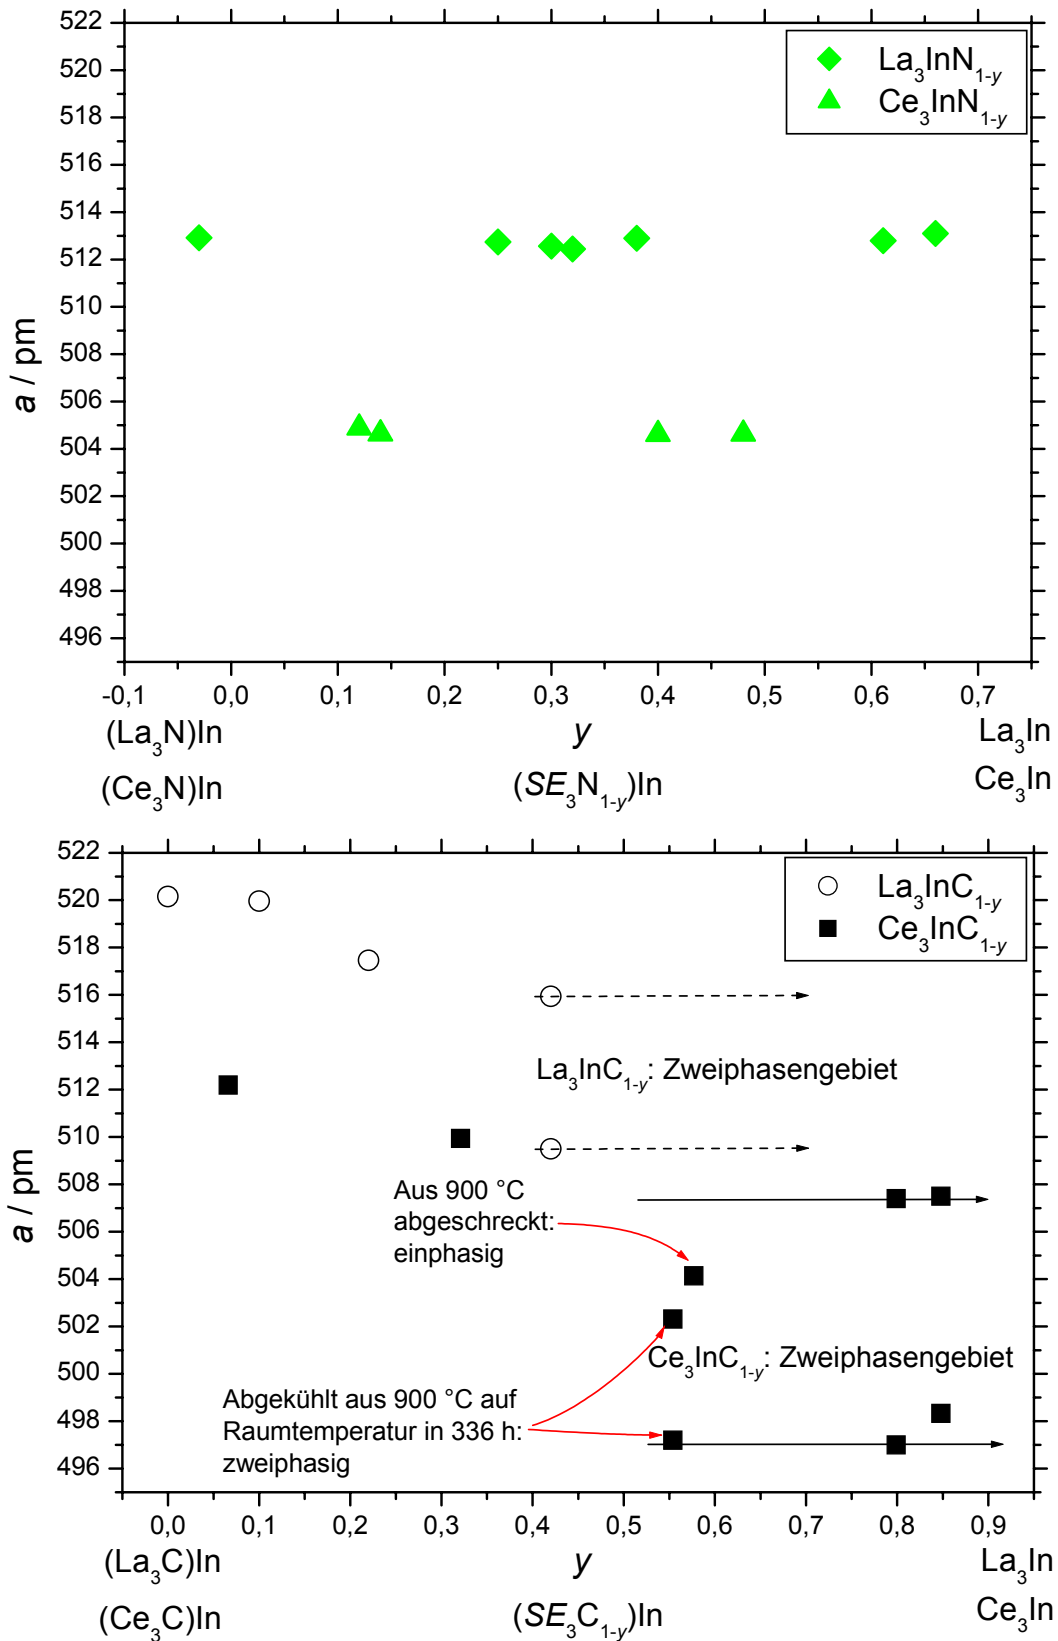 522
520
518
516
514
512
510
508
506
504
502
500
498
496
a / pm
La₃InN₁₋y
Ce₃InN₁₋y
-0,1 0,0 0,1 0,2 0,3 0,4 0,5 0,6 0,7
(La₃N)In y La₃In
(Ce₃N)In (SE₃N₁₋y)In Ce₃In
522
520
518
516
514
512
510
508
506
504
502
500
498
496
a / pm
La₃InC₁₋y
Ce₃InC₁₋y
La₃InC₁₋y: Zweiphasengebiet
Aus 900 °C
abgeschreckt:
einphasig
Ce₃InC₁₋y: Zweiphasengebiet
Abgekühlt aus 900 °C auf
Raumtemperatur in 336 h:
zweiphasig
0,0 0,1 0,2 0,3 0,4 0,5 0,6 0,7 0,8 0,9
(La₃C)In y La₃In
(Ce₃C)In (SE₃C₁₋y)In Ce₃In